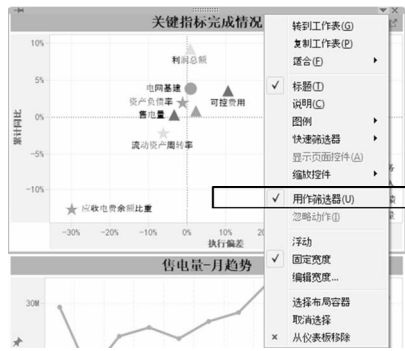 关键指标完成情况
10%
5%
0%
-5%
-10%
累计同比
利润总额
电网基建
资产负债率
可控费用
售电量
流动资产周转率
应收电费余额比重
-30%
-20%
-10%
0%
10%
执行偏差
售电量-月趋势
30M
转到工作表(G)
复制工作表(P)
适合(F)
标题(T)
说明(C)
图例
快速筛选器
显示页面控件(A)
缩放控件
用作筛选器(U)
忽略动作(I)
浮动
固定宽度
编辑宽度...
选择布局容器
取消选择
从仪表板移除